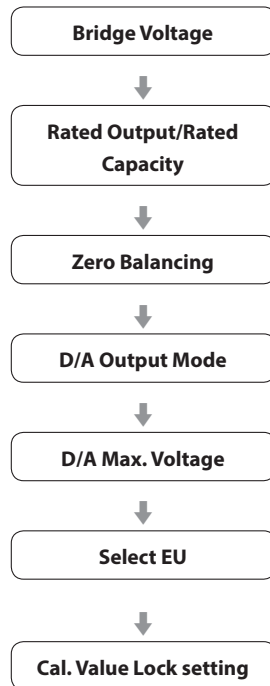 Bridge Voltage
Rated Output/Rated
Capacity
Zero Balancing
D/A Output Mode
D/A Max. Voltage
Select EU
Cal. Value Lock setting